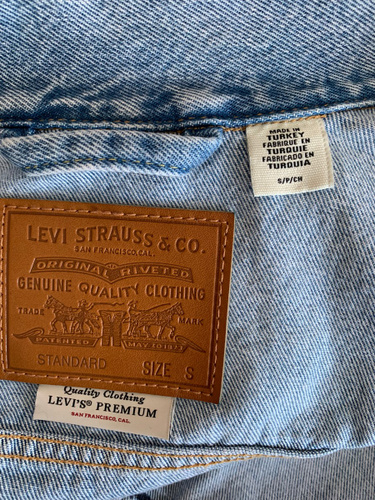 MADE IN
TURKEY
FABRIQUE EN
TURQUIE
FABRICADO EN
TURQUIA
S/P/CH
LEVI STRAUSS & CO.
SAN FRANCISCO, CAL.
ORIGINAL RIVETED
GENUINE QUALITY CLOTHING
TRADE MARK
PATENTED MAY 20 1873
STANDARD SIZE S
Quality Clothing
LEVI'S® PREMIUM
SAN FRANCISCO, CAL.